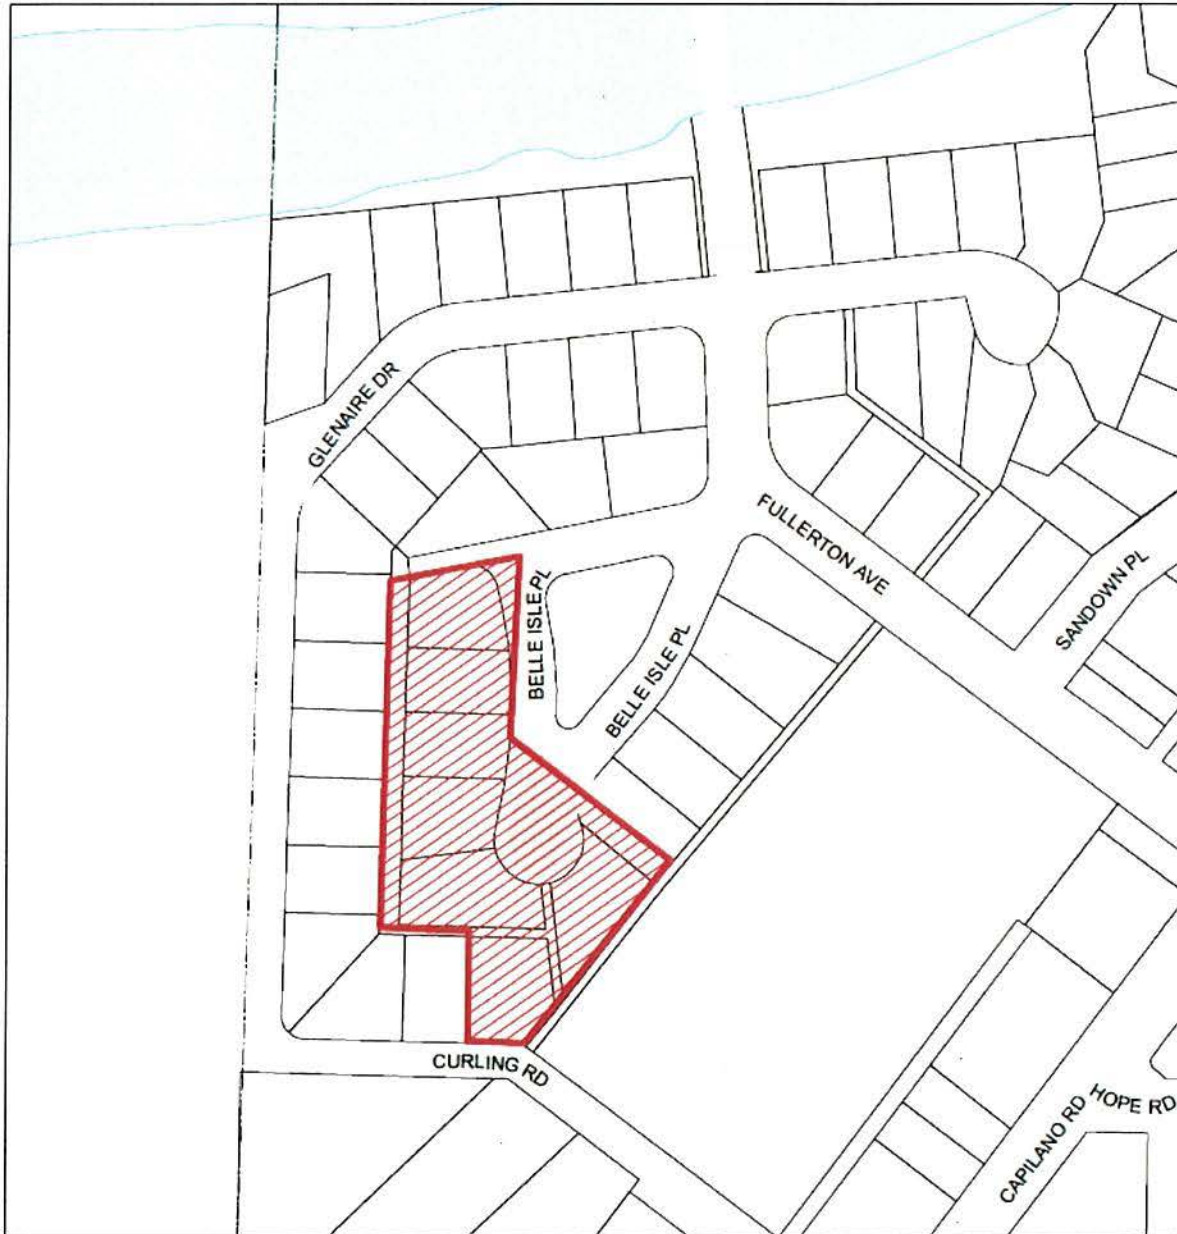 GLENAIRE DR
FULLERTON AVE
SANDOWN PL
BELLE ISLE PL
BELLE ISLE PL
CURLING RD
CAPILANO RD
HOPE RD